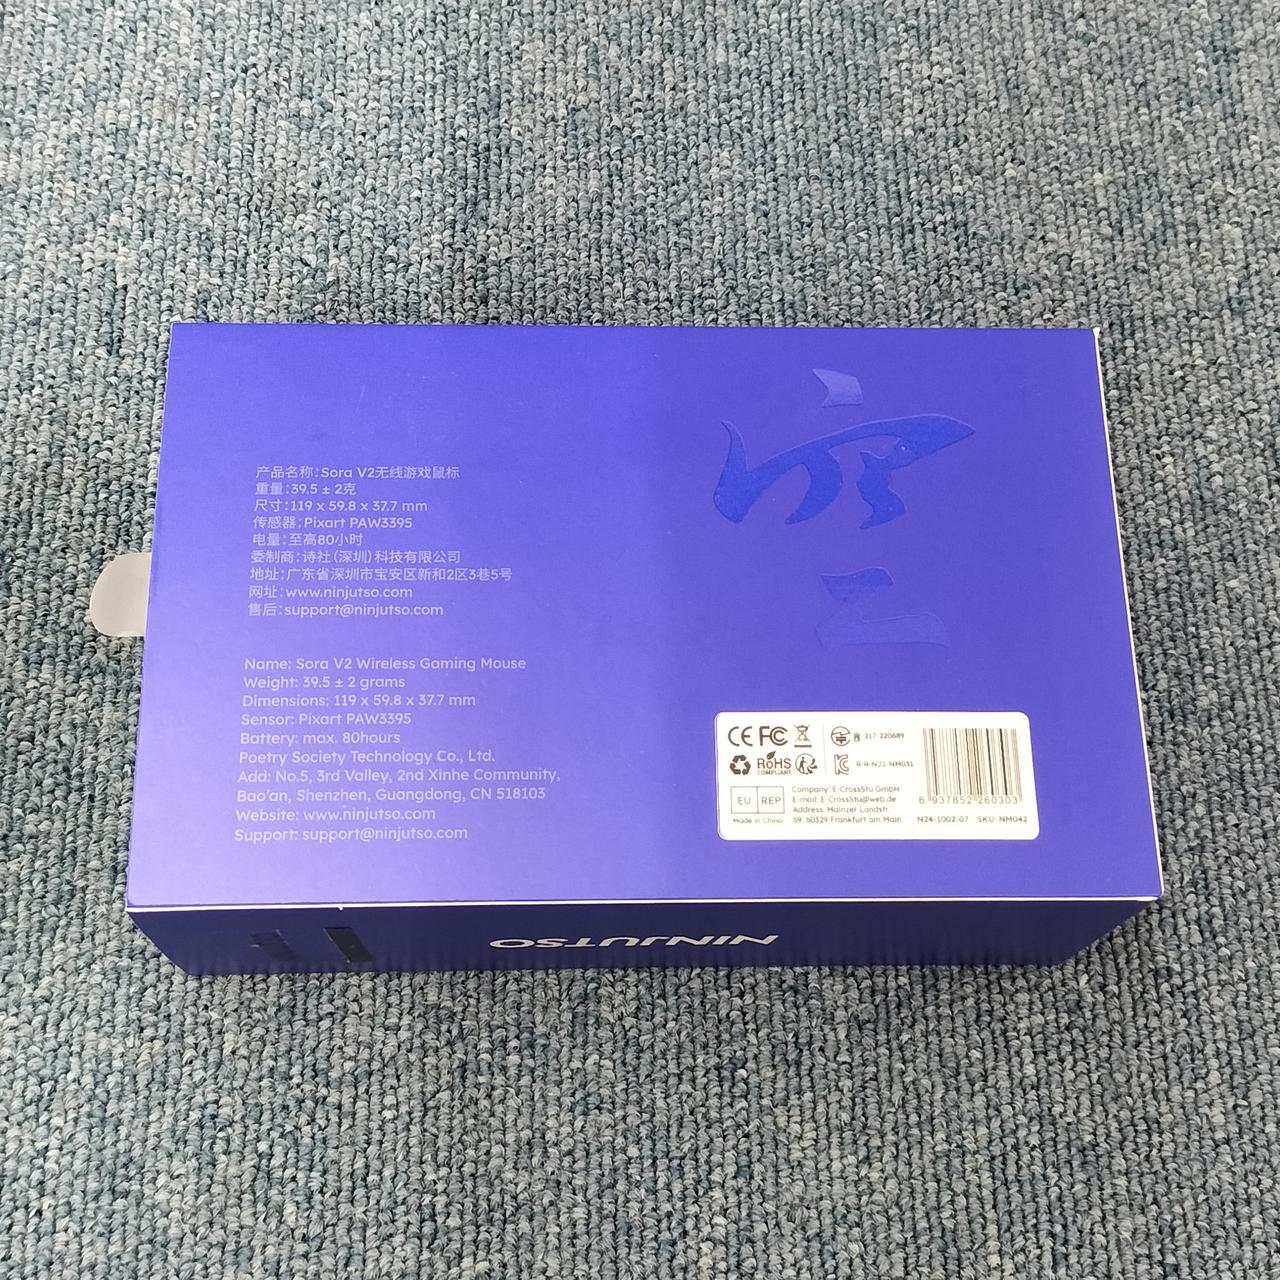 产品名称:Sora V2无线游戏鼠标
重量:39.5 ± 2克
尺寸:119 x 59.8 x 37.7 mm
传感器:Pixart PAW3395
电量:至高80小时
委制商:诗社(深圳)科技有限公司
地址:广东省深圳市宝安区新和2区3巷5号
网址:www.ninjutso.com
售后:support@ninjutso.com
Name: Sora V2 Wireless Gaming Mouse
Weight: 39.5 ± 2 grams
Dimensions: 119 x 59.8 x 37.7 mm
Sensor: Pixart PAW3395
Battery: max. 80hours
Poetry Society Technology Co., Ltd.
Add: No.5, 3rd Valley, 2nd Xinhe Community,
Bao'an, Shenzhen, Guangdong, CN 518103
Website: www.ninjutso.com
Support: support@ninjutso.com
空
CE FC 217-220689
RoHS
COMPLIANT
R-R-NJ1-NM031
EU REP
Made in China
Company: E-CrossStu GmbH
E-mail: E-CrossStu@web.de
Address: Mainzer Landstr.
69, 60329 Frankfurt am Main
6 937852 260303
N24-1002-07 SKU: NM042
NINJUTSO